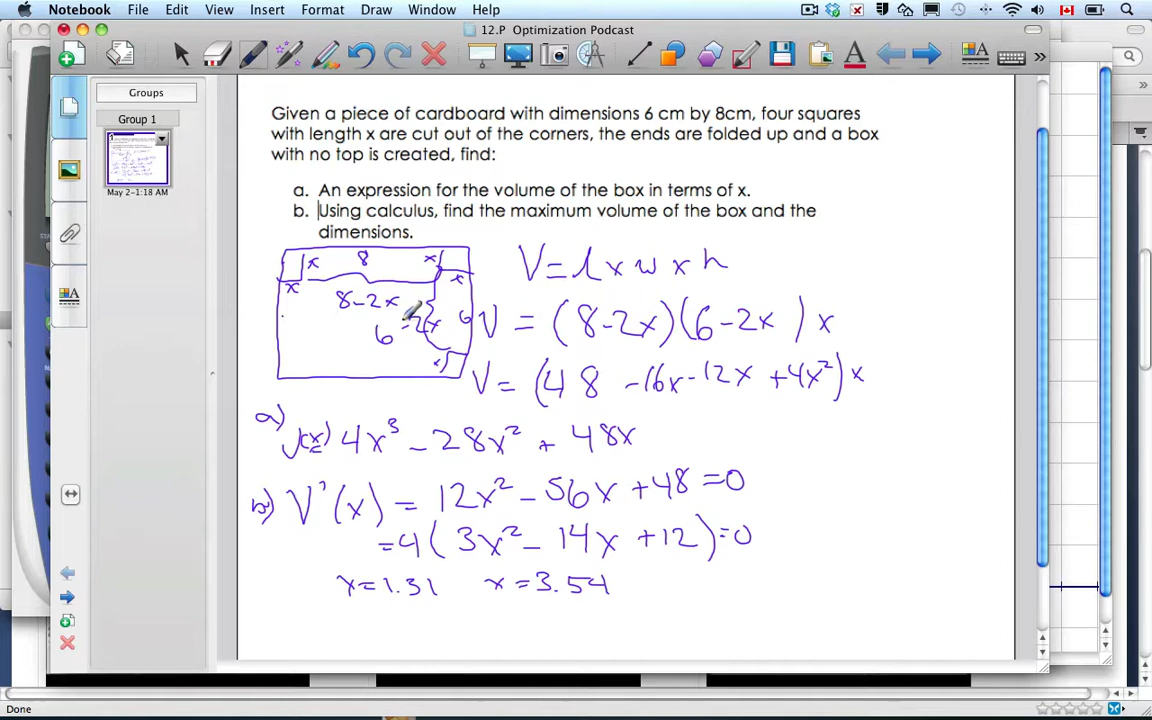 Notebook File Edit View Insert Format Draw Window Help
12.P Optimization Podcast
Groups
Group 1
May 2-1:18 AM
Given a piece of cardboard with dimensions 6 cm by 8cm, four squares
with length x are cut out of the corners, the ends are folded up and a box
with no top is created, find:
a. An expression for the volume of the box in terms of x.
b. Using calculus, find the maximum volume of the box and the
dimensions.
x 8 x
x x
8-2x
6-2x 6
x
V= l x w x h
V = (8-2x)(6-2x)x
V = (48 -16x-12x +4x²)x
a)
V(x)= 4x³ - 28x² + 48x
b) V'(x) = 12x² - 56x +48 =0
=4(3x² - 14x +12)=0
x=1.31 x=3.54
Done